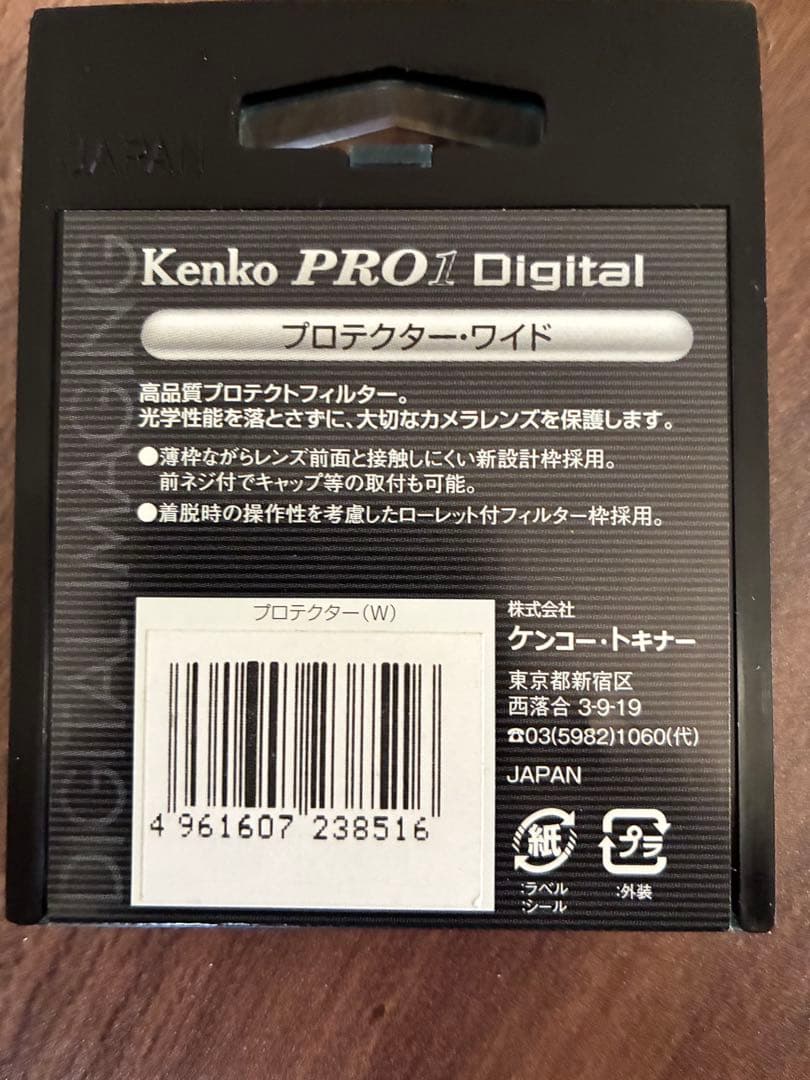 JAPAN
DIGITAL IMAGING
Kenko PRO1 Digital
プロテクター・ワイド
高品質プロテクトフィルター。
光学性能を落とさずに、大切なカメラレンズを保護します。
●薄枠ながらレンズ前面と接触しにくい新設計枠採用。
前ネジ付でキャップ等の取付も可能。
●着脱時の操作性を考慮したローレット付フィルター枠採用。
プロテクター(W)
4 961607 238516
株式会社
ケンコー・トキナー
東京都新宿区
西落合 3-9-19
☎03(5982)1060(代)
JAPAN
紙
:ラベル
:シール
プラ
:外装